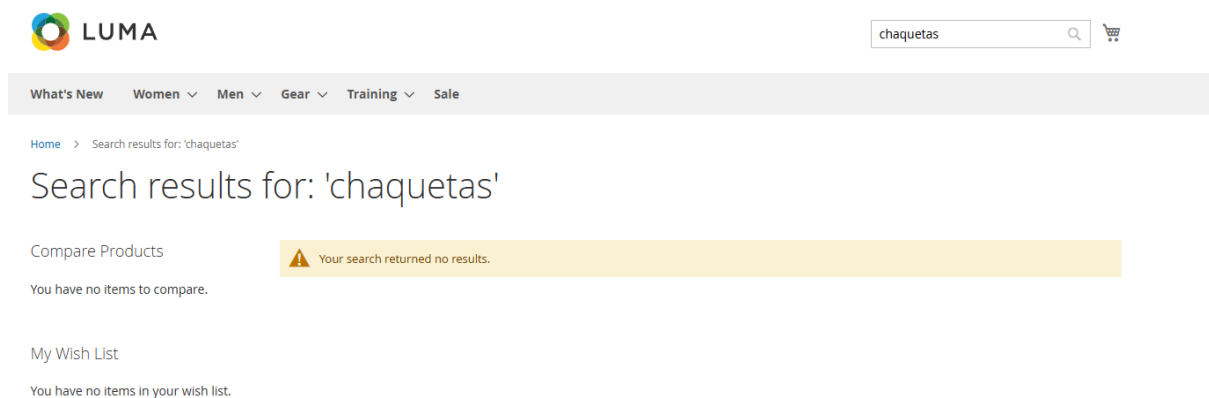 LUMA
chaquetas
What's New Women Men Gear Training Sale
Home > Search results for: 'chaquetas'
Search results for: 'chaquetas'
Compare Products
Your search returned no results.
You have no items to compare.
My Wish List
You have no items in your wish list.